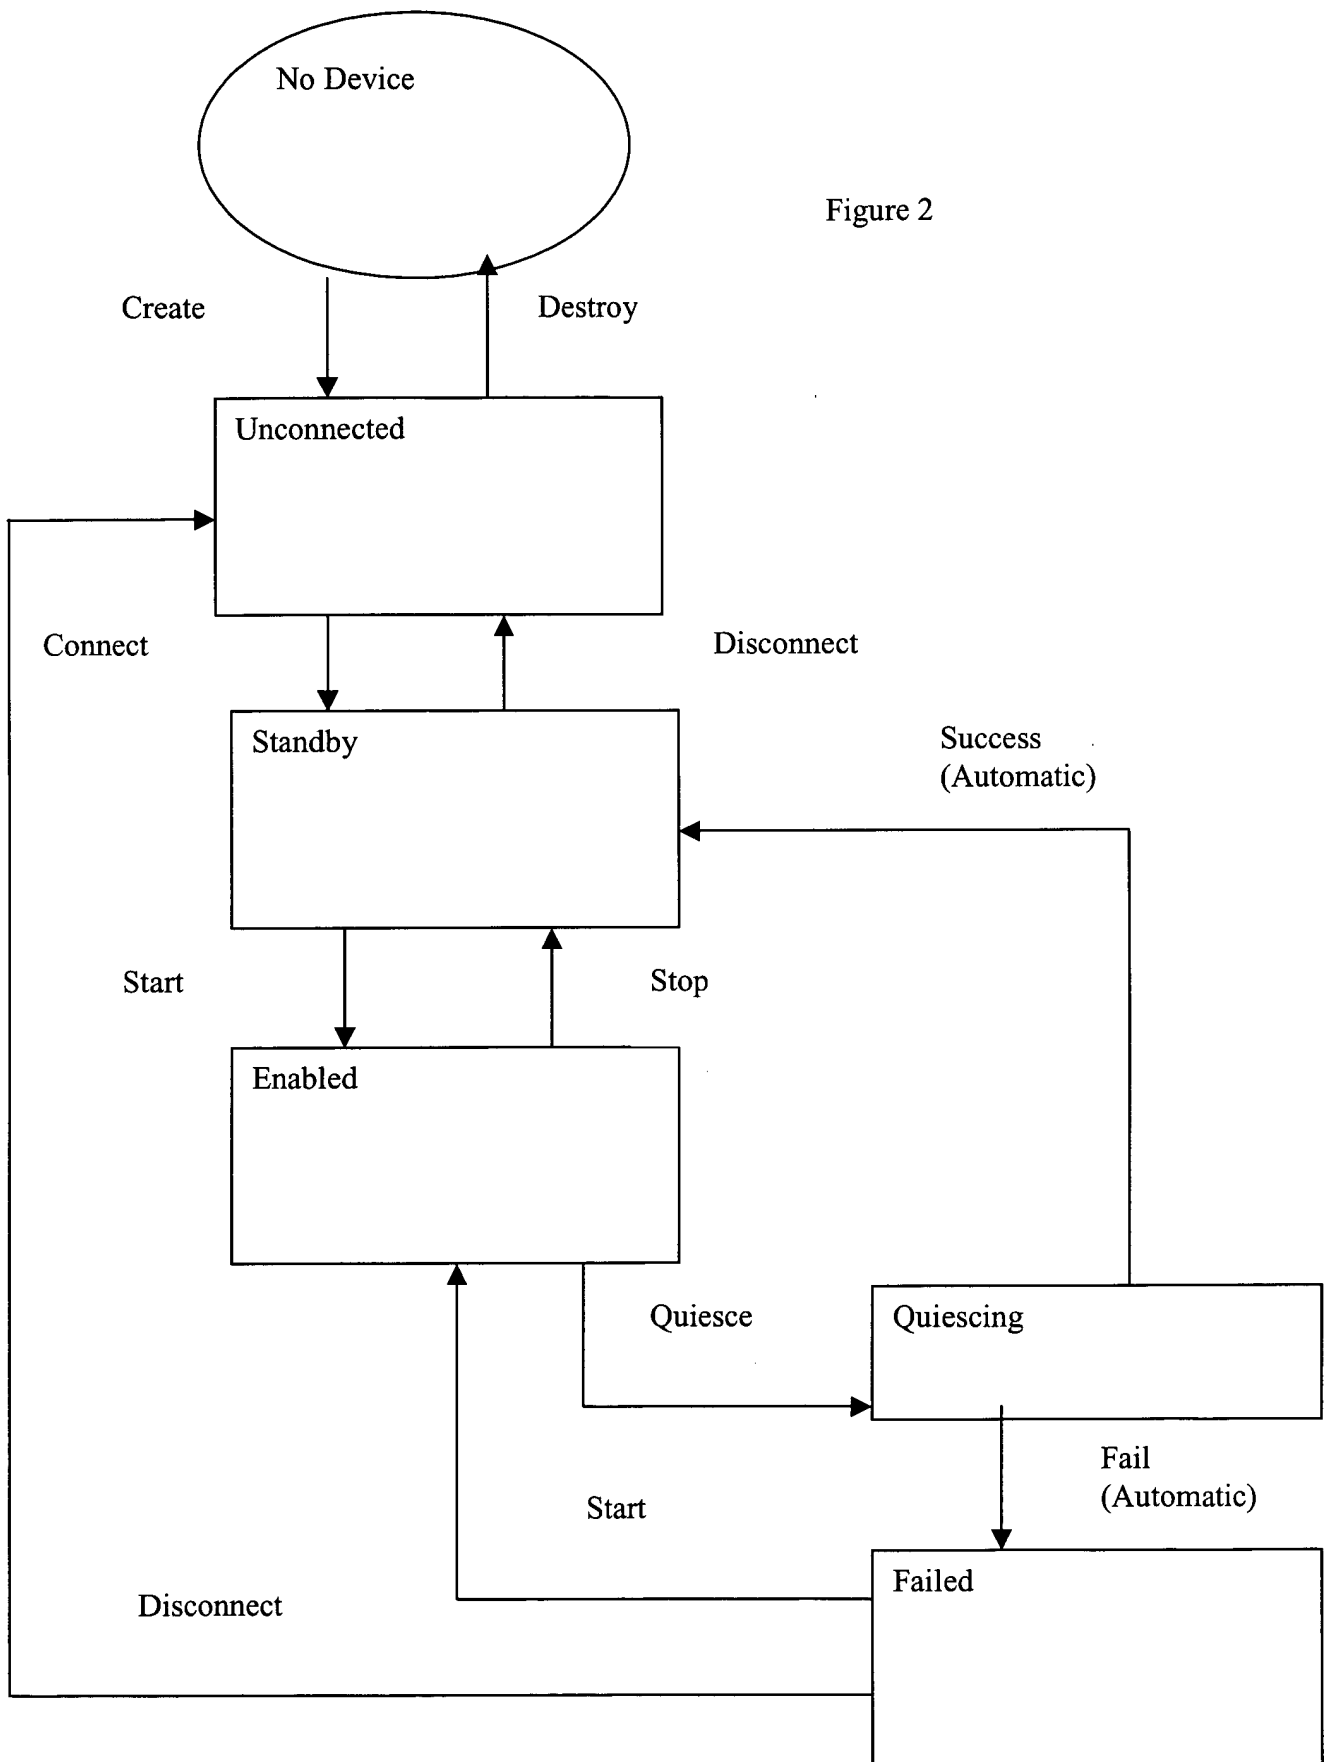 No Device
Figure 2
Create
Destroy
Unconnected
Connect
Disconnect
Standby
Success
(Automatic)
Start
Stop
Enabled
Quiesce
Quiescing
Fail
(Automatic)
Start
Failed
Disconnect